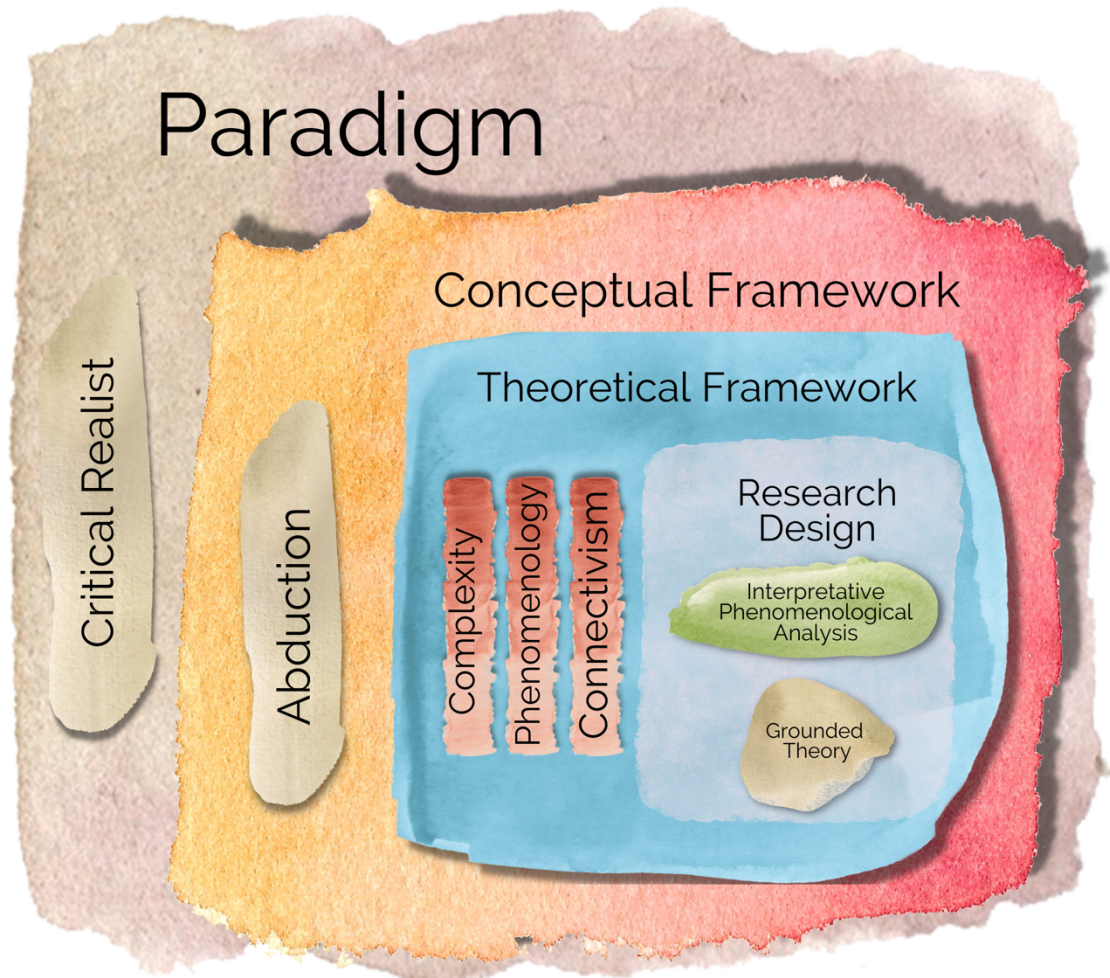 Paradigm
Conceptual Framework
Theoretical Framework
Critical Realist
Abduction
Complexity
Phenomenology
Connectivism
Research
Design
Interpretative
Phenomenological
Analysis
Grounded
Theory